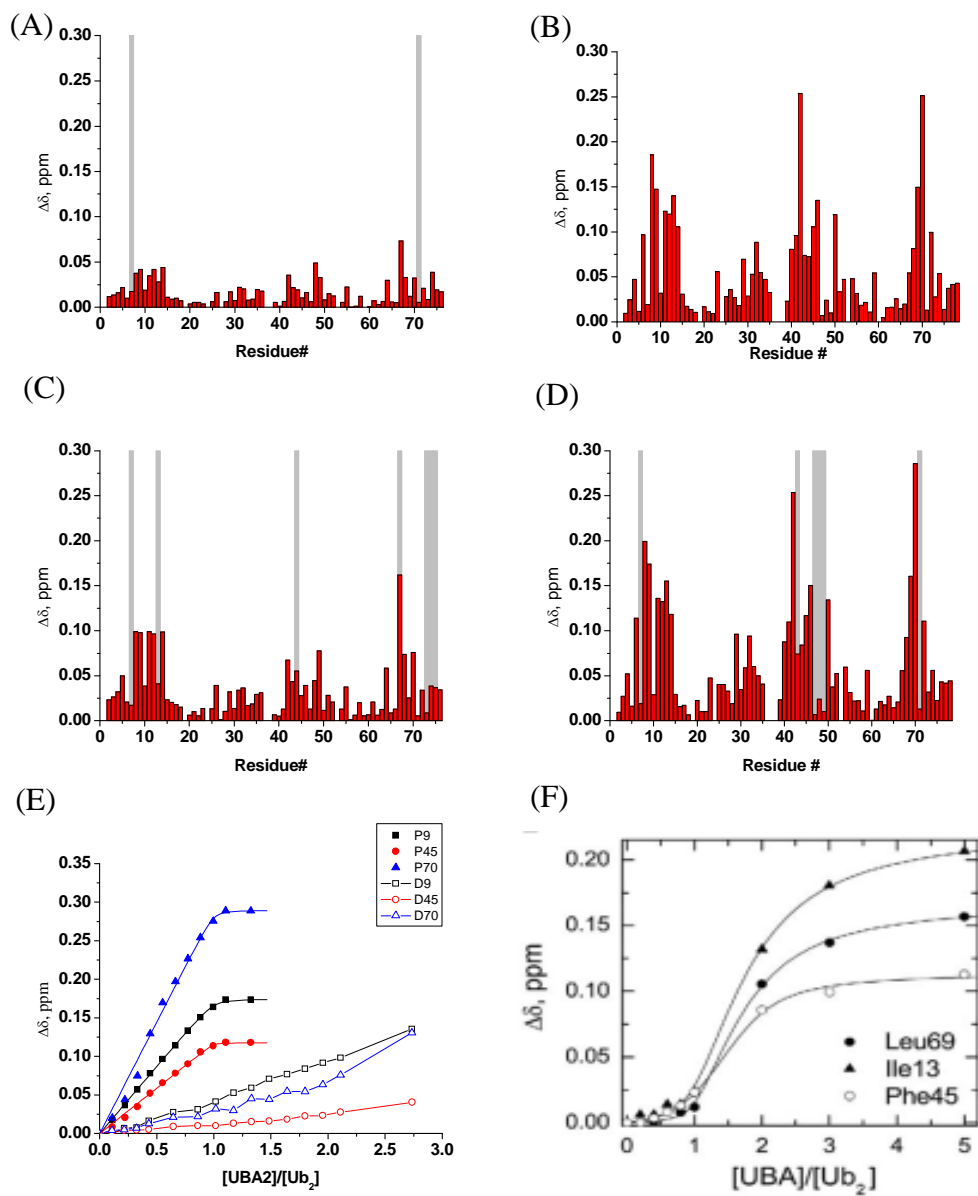 (A)
0.30
0.25
0.20
0.15
0.10
0.05
0.00
Δδ, ppm
0 10 20 30 40 50 60 70
Residue#
(B)
0.30
0.25
0.20
0.15
0.10
0.05
0.00
Δδ, ppm
0 10 20 30 40 50 60 70
Residue #
(C)
0.30
0.25
0.20
0.15
0.10
0.05
0.00
Δδ, ppm
0 10 20 30 40 50 60 70
Residue#
(D)
0.30
0.25
0.20
0.15
0.10
0.05
0.00
Δδ, ppm
0 10 20 30 40 50 60 70
Residue #
(E)
P9
P45
P70
D9
D45
D70
0.35
0.30
0.25
0.20
0.15
0.10
0.05
0.00
Δδ, ppm
0.0 0.5 1.0 1.5 2.0 2.5 3.0
[UBA2]/[Ub₂]
(F)
0.20
0.15
0.10
0.05
0.00
Δδ, ppm
Leu69
Ile13
Phe45
0 1 2 3 4 5
[UBA]/[Ub₂]